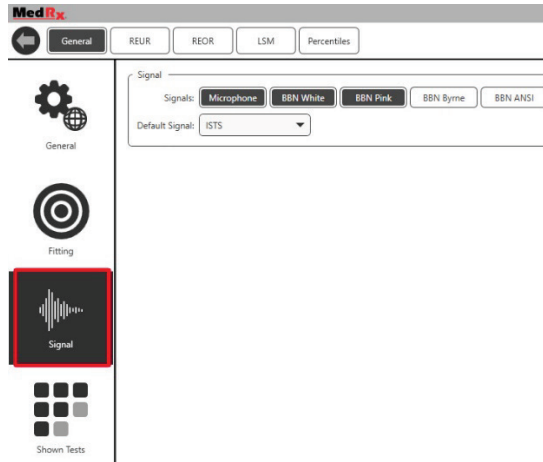 MedRx
General REUR REOR LSM Percentiles
Signal
Signals: Microphone BBN White BBN Pink BBN Byrne BBN ANSI
Default Signal: ISTS
General
Fitting
Signal
Shown Tests